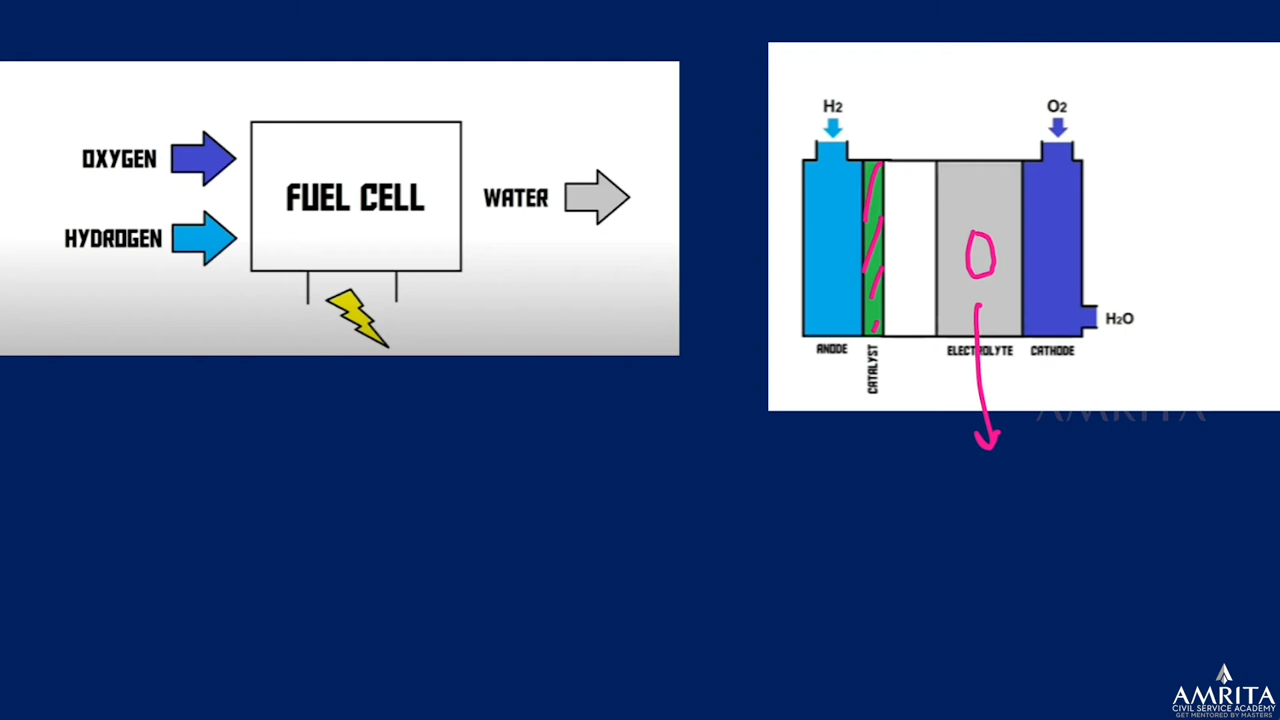 OXYGEN
HYDROGEN
FUEL CELL
WATER
H2
O2
H2O
ANODE
CATALYST
ELECTROLYTE
CATHODE
AMRITA
AMRITA
CIVIL SERVICE ACADEMY
GET MENTORED BY MASTERS